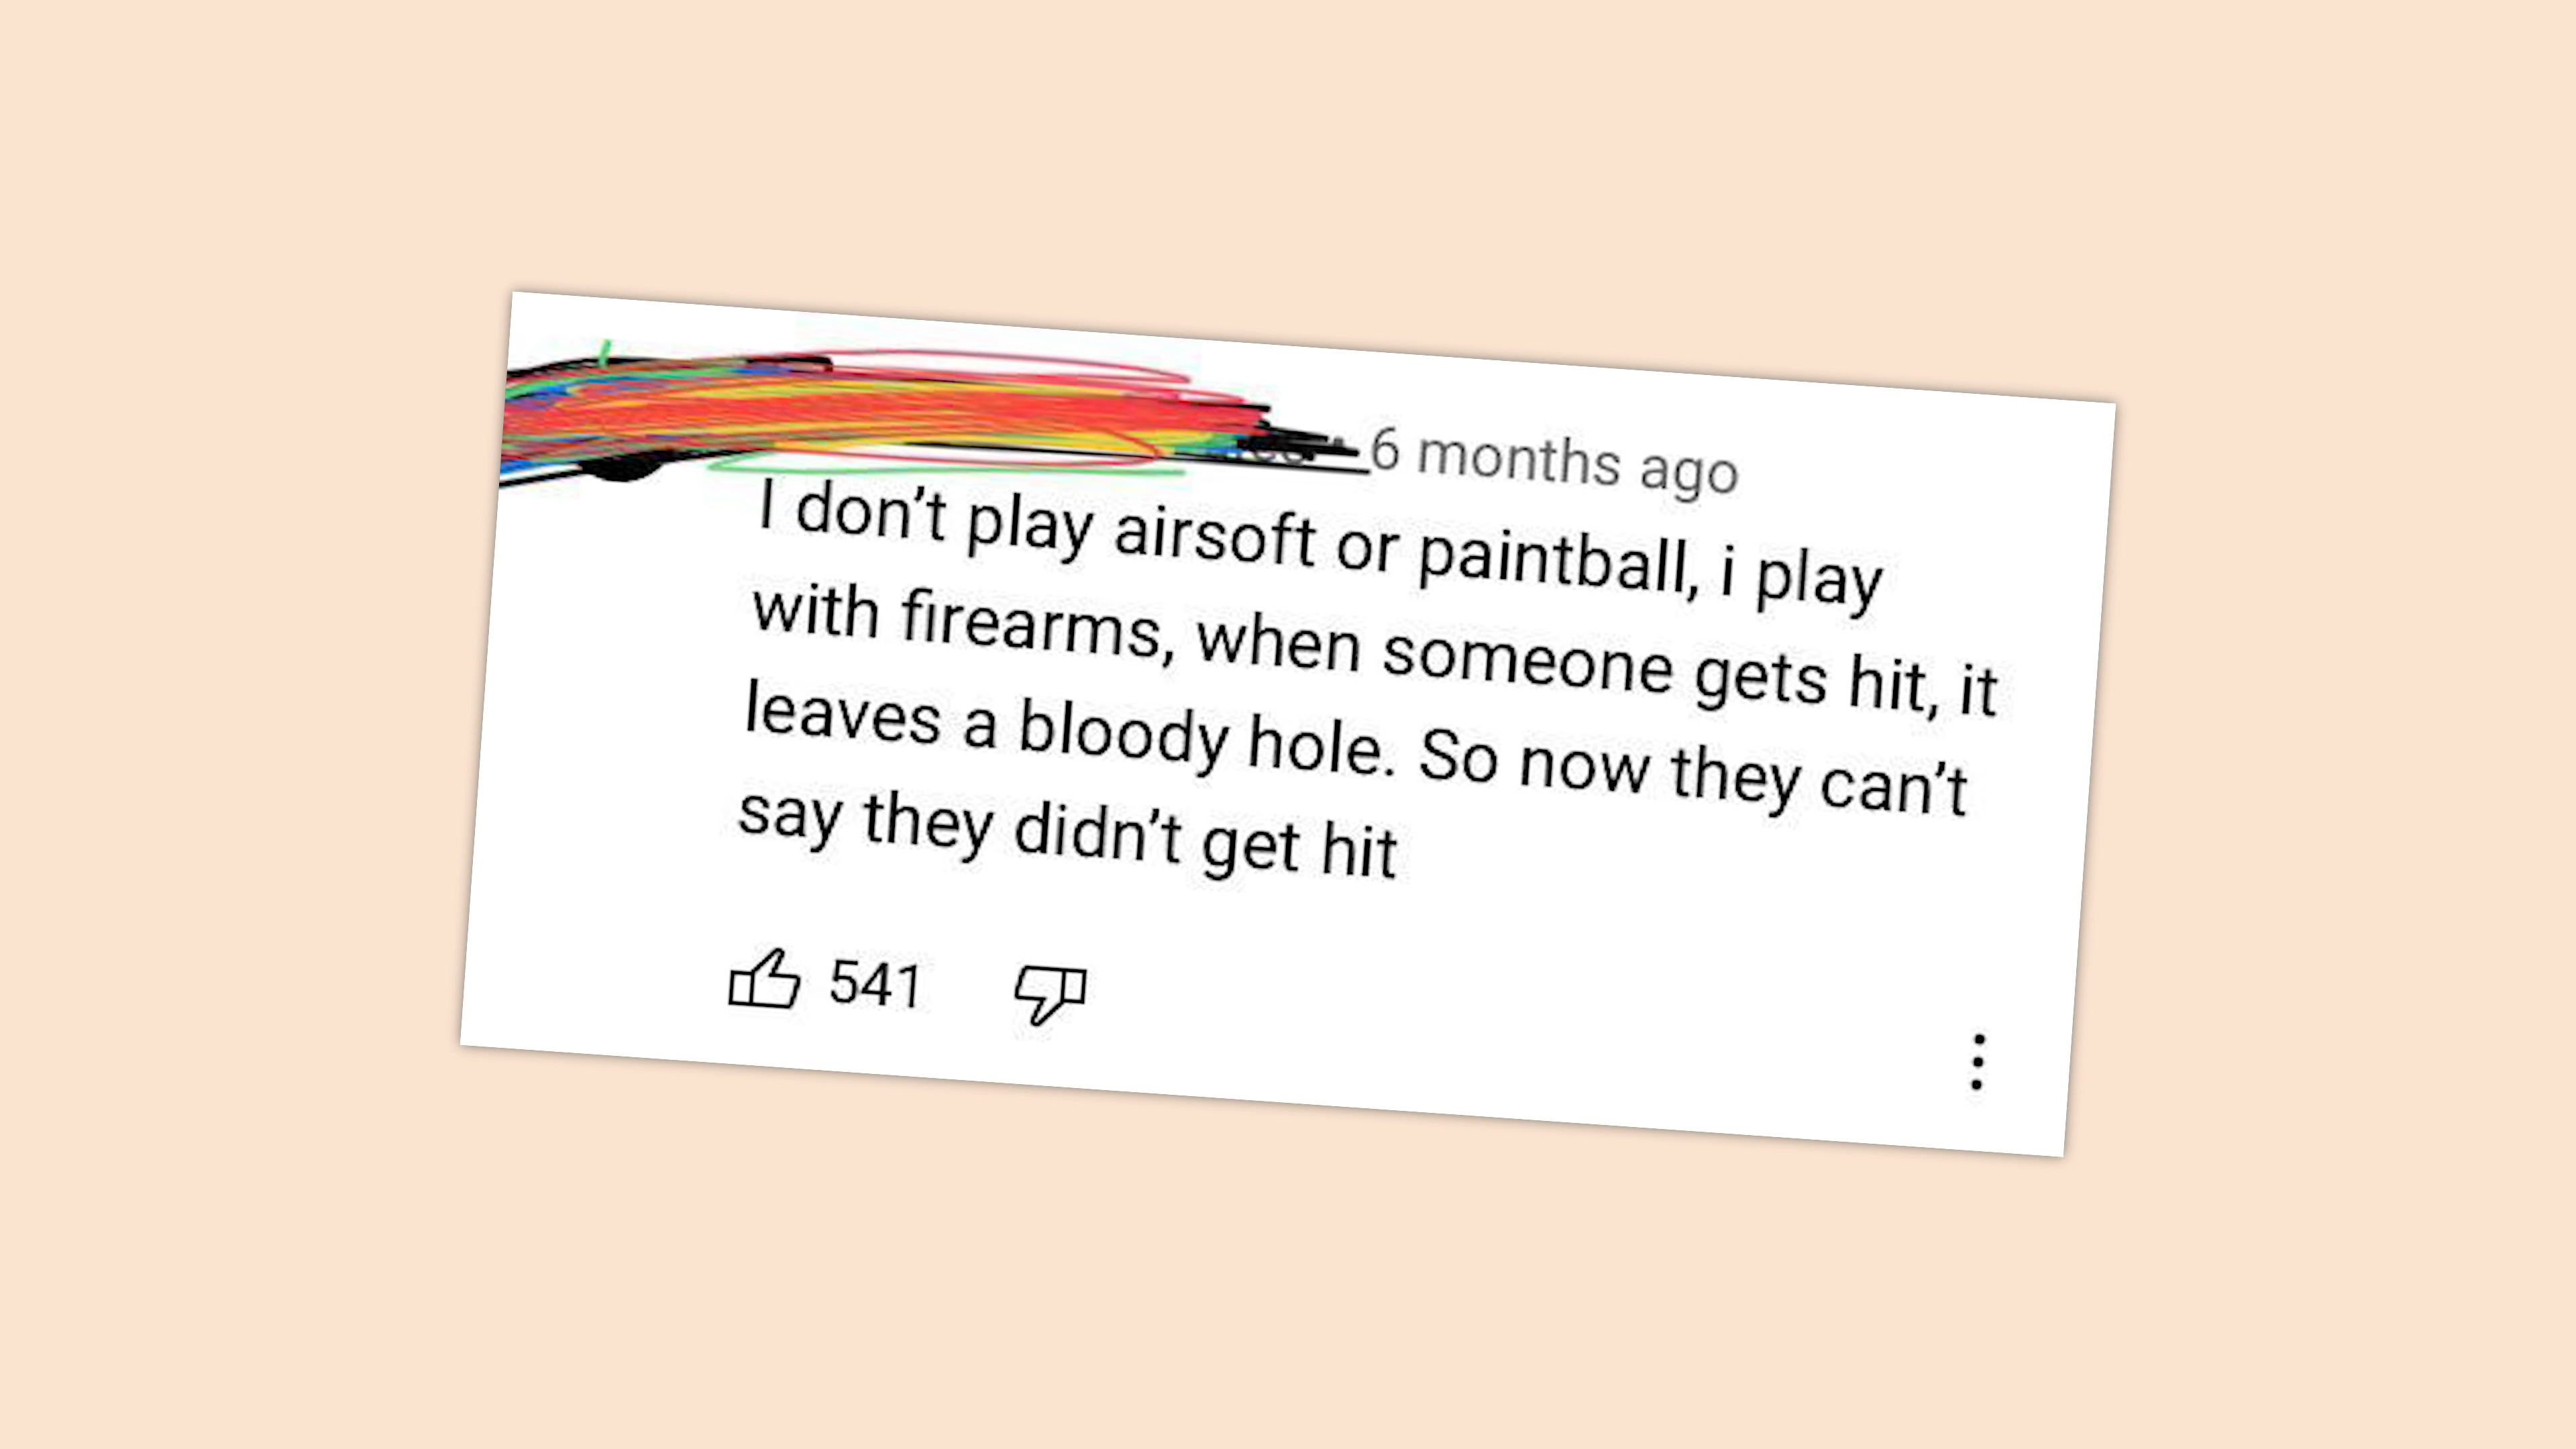 6 months ago
I don't play airsoft or paintball, i play
with firearms, when someone gets hit, it
leaves a bloody hole. So now they can't
say they didn't get hit
541